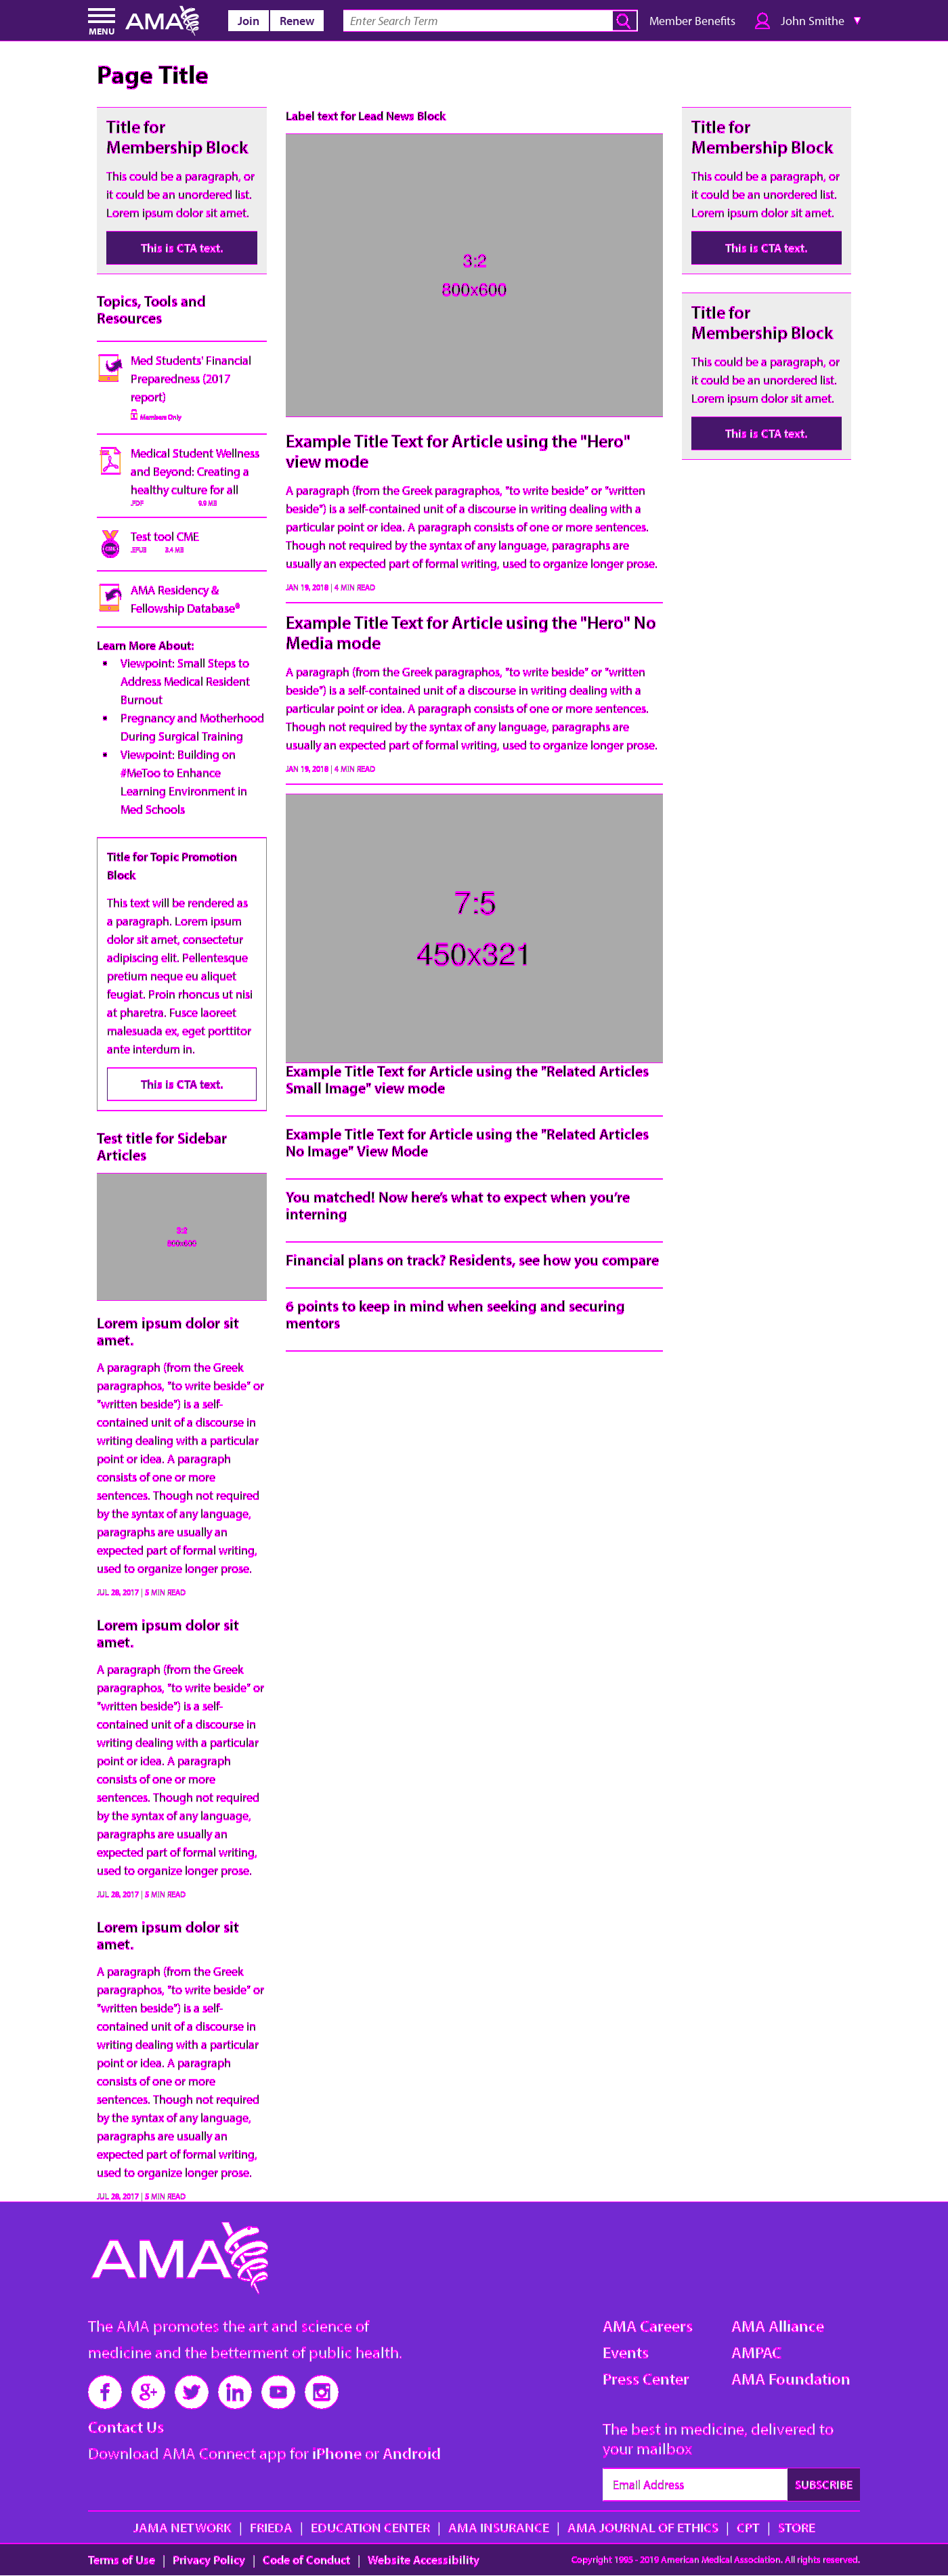 MENU
AMA
Join
Renew
Enter Search Term
Member Benefits
John Smithe
Page Title
Title for
Membership Block
This could be a paragraph, or
it could be an unordered list.
Lorem ipsum dolor sit amet.
This is CTA text.
Topics, Tools and
Resources
Med Students' Financial
Preparedness (2017
report)
Members Only
Medical Student Wellness
and Beyond: Creating a
healthy culture for all
.PDF 9.9 MB
Test tool CME
.EPUB 3.4 MB
AMA Residency &
Fellowship Database®
Learn More About:
Viewpoint: Small Steps to
Address Medical Resident
Burnout
Pregnancy and Motherhood
During Surgical Training
Viewpoint: Building on
#MeToo to Enhance
Learning Environment in
Med Schools
Title for Topic Promotion
Block
This text will be rendered as
a paragraph. Lorem ipsum
dolor sit amet, consectetur
adipiscing elit. Pellentesque
pretium neque eu aliquet
feugiat. Proin rhoncus ut nisi
at pharetra. Fusce laoreet
malesuada ex, eget porttitor
ante interdum in.
This is CTA text.
Test title for Sidebar
Articles
3:2
800x600
Lorem ipsum dolor sit
amet.
A paragraph (from the Greek
paragraphos, "to write beside" or
"written beside") is a self-
contained unit of a discourse in
writing dealing with a particular
point or idea. A paragraph
consists of one or more
sentences. Though not required
by the syntax of any language,
paragraphs are usually an
expected part of formal writing,
used to organize longer prose.
JUL 28, 2017 | 5 MIN READ
Lorem ipsum dolor sit
amet.
A paragraph (from the Greek
paragraphos, "to write beside" or
"written beside") is a self-
contained unit of a discourse in
writing dealing with a particular
point or idea. A paragraph
consists of one or more
sentences. Though not required
by the syntax of any language,
paragraphs are usually an
expected part of formal writing,
used to organize longer prose.
JUL 28, 2017 | 5 MIN READ
Lorem ipsum dolor sit
amet.
A paragraph (from the Greek
paragraphos, "to write beside" or
"written beside") is a self-
contained unit of a discourse in
writing dealing with a particular
point or idea. A paragraph
consists of one or more
sentences. Though not required
by the syntax of any language,
paragraphs are usually an
expected part of formal writing,
used to organize longer prose.
JUL 28, 2017 | 5 MIN READ
Label text for Lead News Block
3:2
800x600
Example Title Text for Article using the "Hero"
view mode
A paragraph (from the Greek paragraphos, "to write beside" or "written
beside") is a self-contained unit of a discourse in writing dealing with a
particular point or idea. A paragraph consists of one or more sentences.
Though not required by the syntax of any language, paragraphs are
usually an expected part of formal writing, used to organize longer prose.
JAN 19, 2018 | 4 MIN READ
Example Title Text for Article using the "Hero" No
Media mode
A paragraph (from the Greek paragraphos, "to write beside" or "written
beside") is a self-contained unit of a discourse in writing dealing with a
particular point or idea. A paragraph consists of one or more sentences.
Though not required by the syntax of any language, paragraphs are
usually an expected part of formal writing, used to organize longer prose.
JAN 19, 2018 | 4 MIN READ
7:5
450x321
Example Title Text for Article using the "Related Articles
Small Image" view mode
Example Title Text for Article using the "Related Articles
No Image" View Mode
You matched! Now here’s what to expect when you’re
interning
Financial plans on track? Residents, see how you compare
6 points to keep in mind when seeking and securing
mentors
Title for
Membership Block
This could be a paragraph, or
it could be an unordered list.
Lorem ipsum dolor sit amet.
This is CTA text.
Title for
Membership Block
This could be a paragraph, or
it could be an unordered list.
Lorem ipsum dolor sit amet.
This is CTA text.
AMA
The AMA promotes the art and science of
medicine and the betterment of public health.
Contact Us
Download AMA Connect app for iPhone or Android
AMA Careers
Events
Press Center
AMA Alliance
AMPAC
AMA Foundation
The best in medicine, delivered to
your mailbox
Email Address
SUBSCRIBE
JAMA NETWORK | FRIEDA | EDUCATION CENTER | AMA INSURANCE | AMA JOURNAL OF ETHICS | CPT | STORE
Terms of Use | Privacy Policy | Code of Conduct | Website Accessibility
Copyright 1995 - 2019 American Medical Association. All rights reserved.